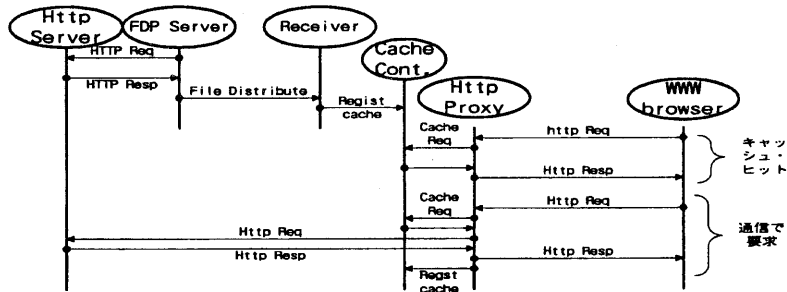 Http
Server
FDP Server
Receiver
Cache
Cont.
Http
Proxy
WWW
browser
HTTP Req
HTTP Resp
File Distribute
Regist
cache
Cache
Req
http Req
Http Resp
キャッ
シュ・
ヒット
Cache
Req
Http Req
Http Req
Http Resp
Http Resp
Regst
cache
通信で
要求